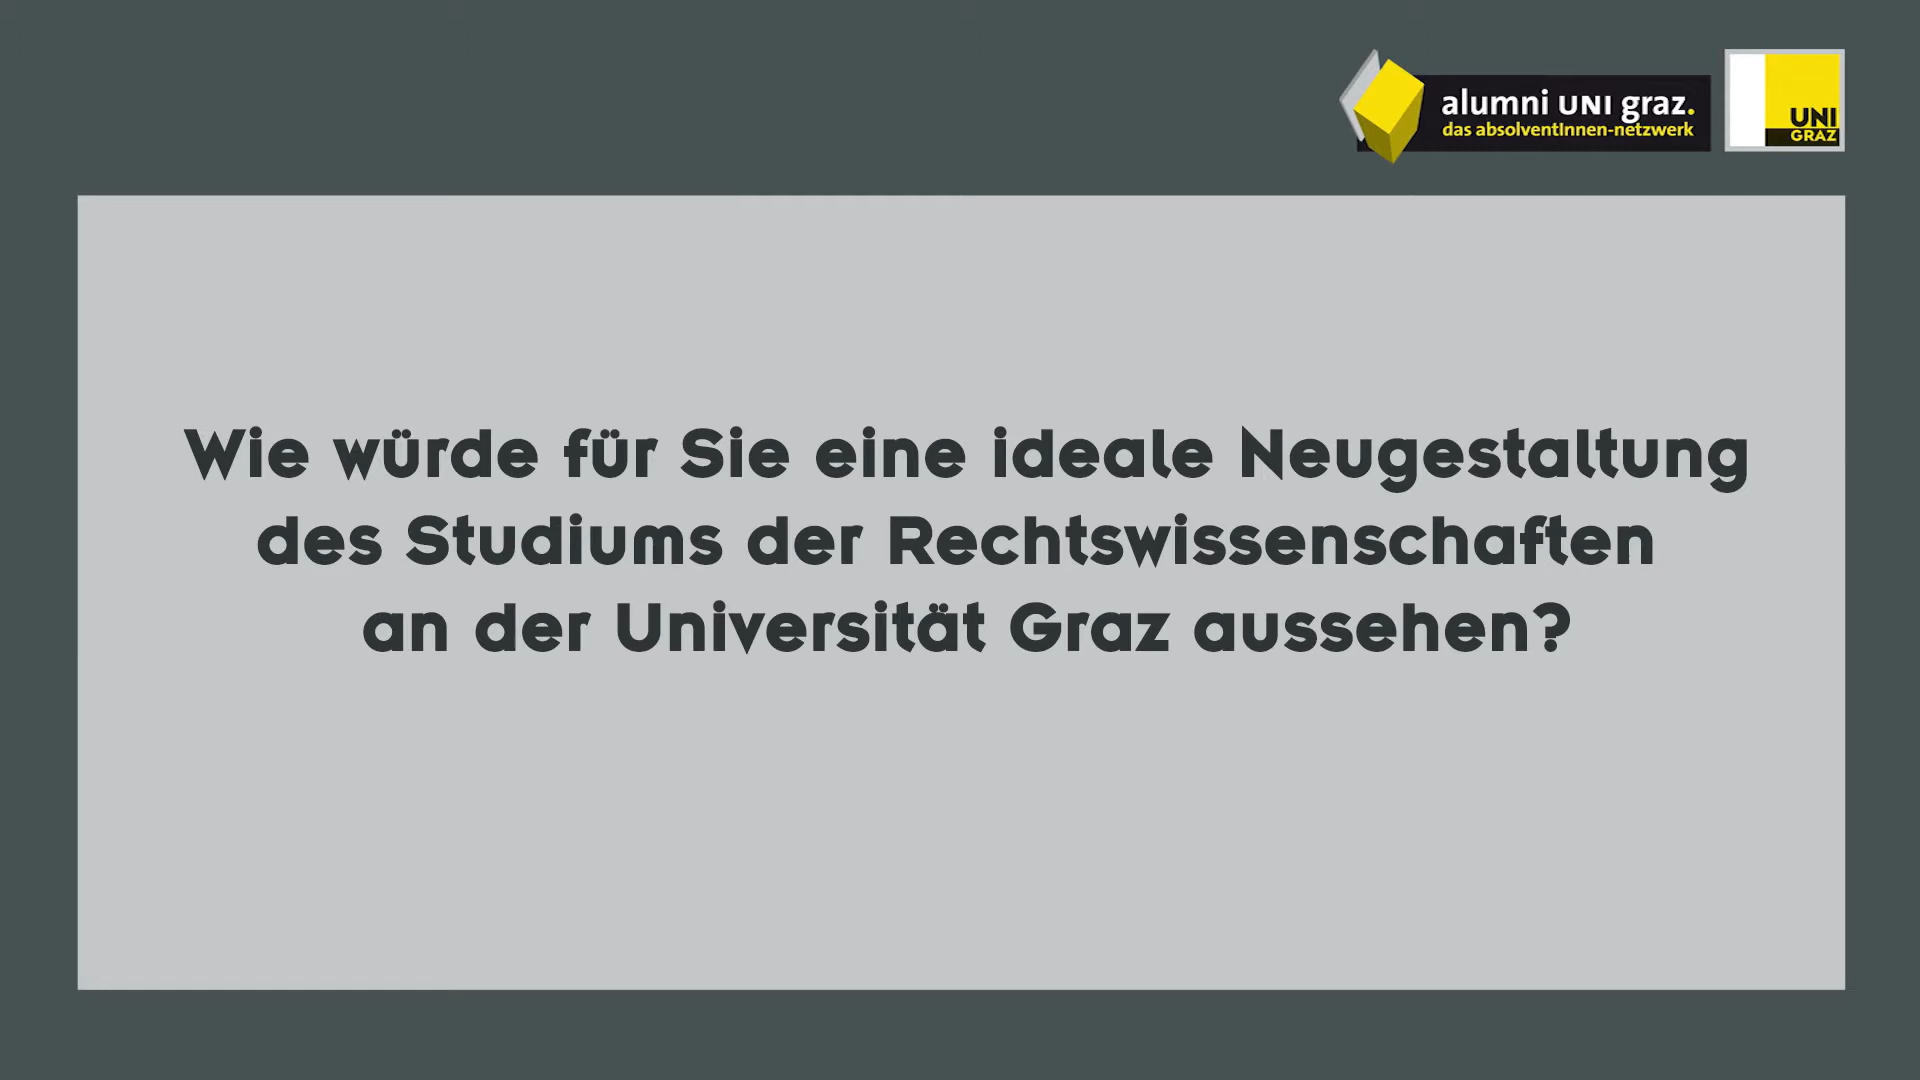 alumni UNI graz.
das absolventInnen-netzwerk
UNI
GRAZ
Wie würde für Sie eine ideale Neugestaltung
des Studiums der Rechtswissenschaften
an der Universität Graz aussehen?